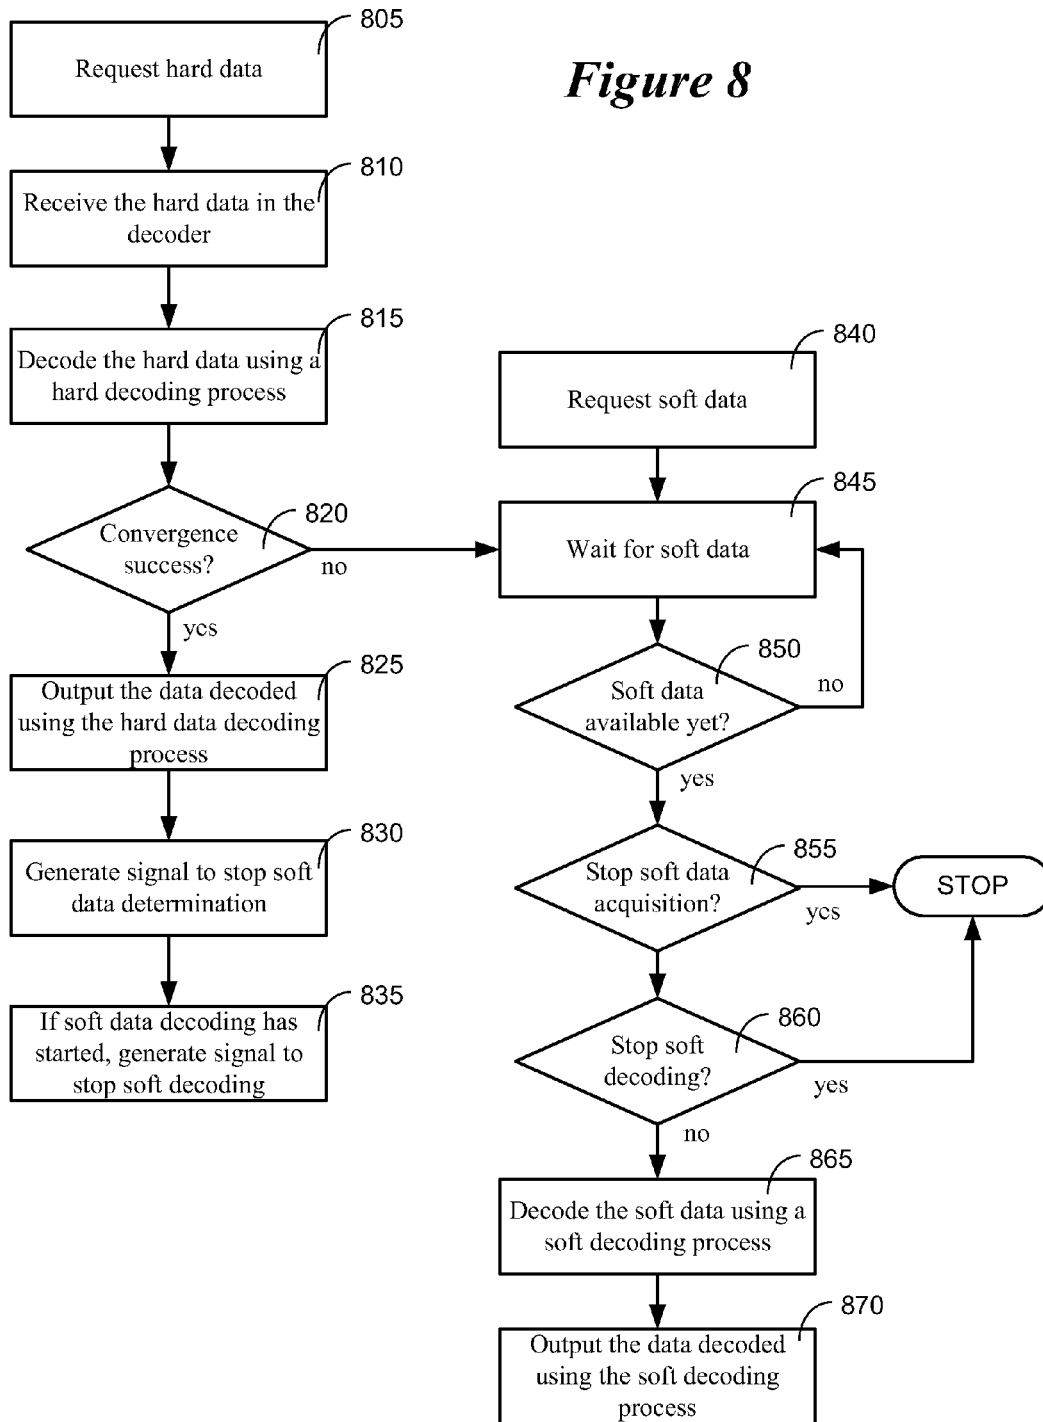 Figure 8
805
Request hard data
810
Receive the hard data in the
decoder
815
Decode the hard data using a
hard decoding process
820
Convergence
success?
no
yes
825
Output the data decoded
using the hard data decoding
process
830
Generate signal to stop soft
data determination
835
If soft data decoding has
started, generate signal to
stop soft decoding
840
Request soft data
845
Wait for soft data
850
Soft data
available yet?
no
yes
855
Stop soft data
acquisition?
yes
STOP
860
Stop soft
decoding?
yes
no
865
Decode the soft data using a
soft decoding process
870
Output the data decoded
using the soft decoding
process